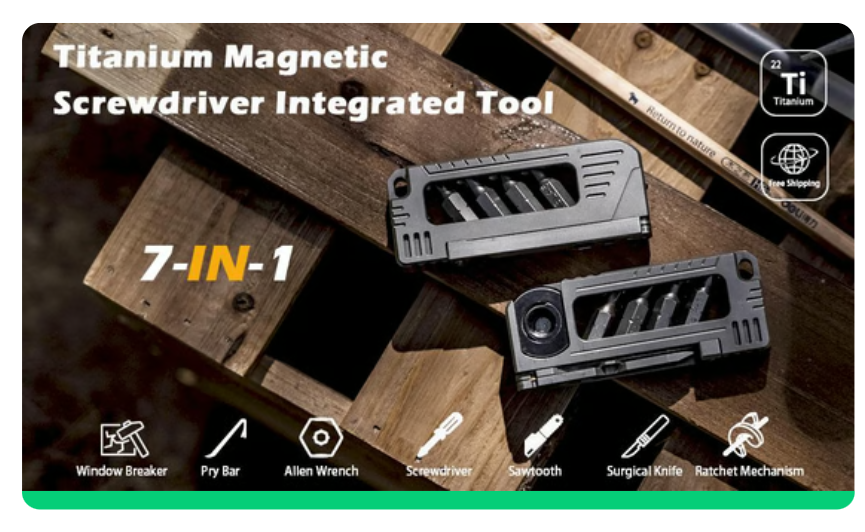 Titanium Magnetic
Screwdriver Integrated Tool
22
Ti
Titanium
Free Shipping
Return to nature
deli
7-IN-1
Window Breaker
Pry Bar
Allen Wrench
Screwdriver
Sawtooth
Surgical Knife
Ratchet Mechanism